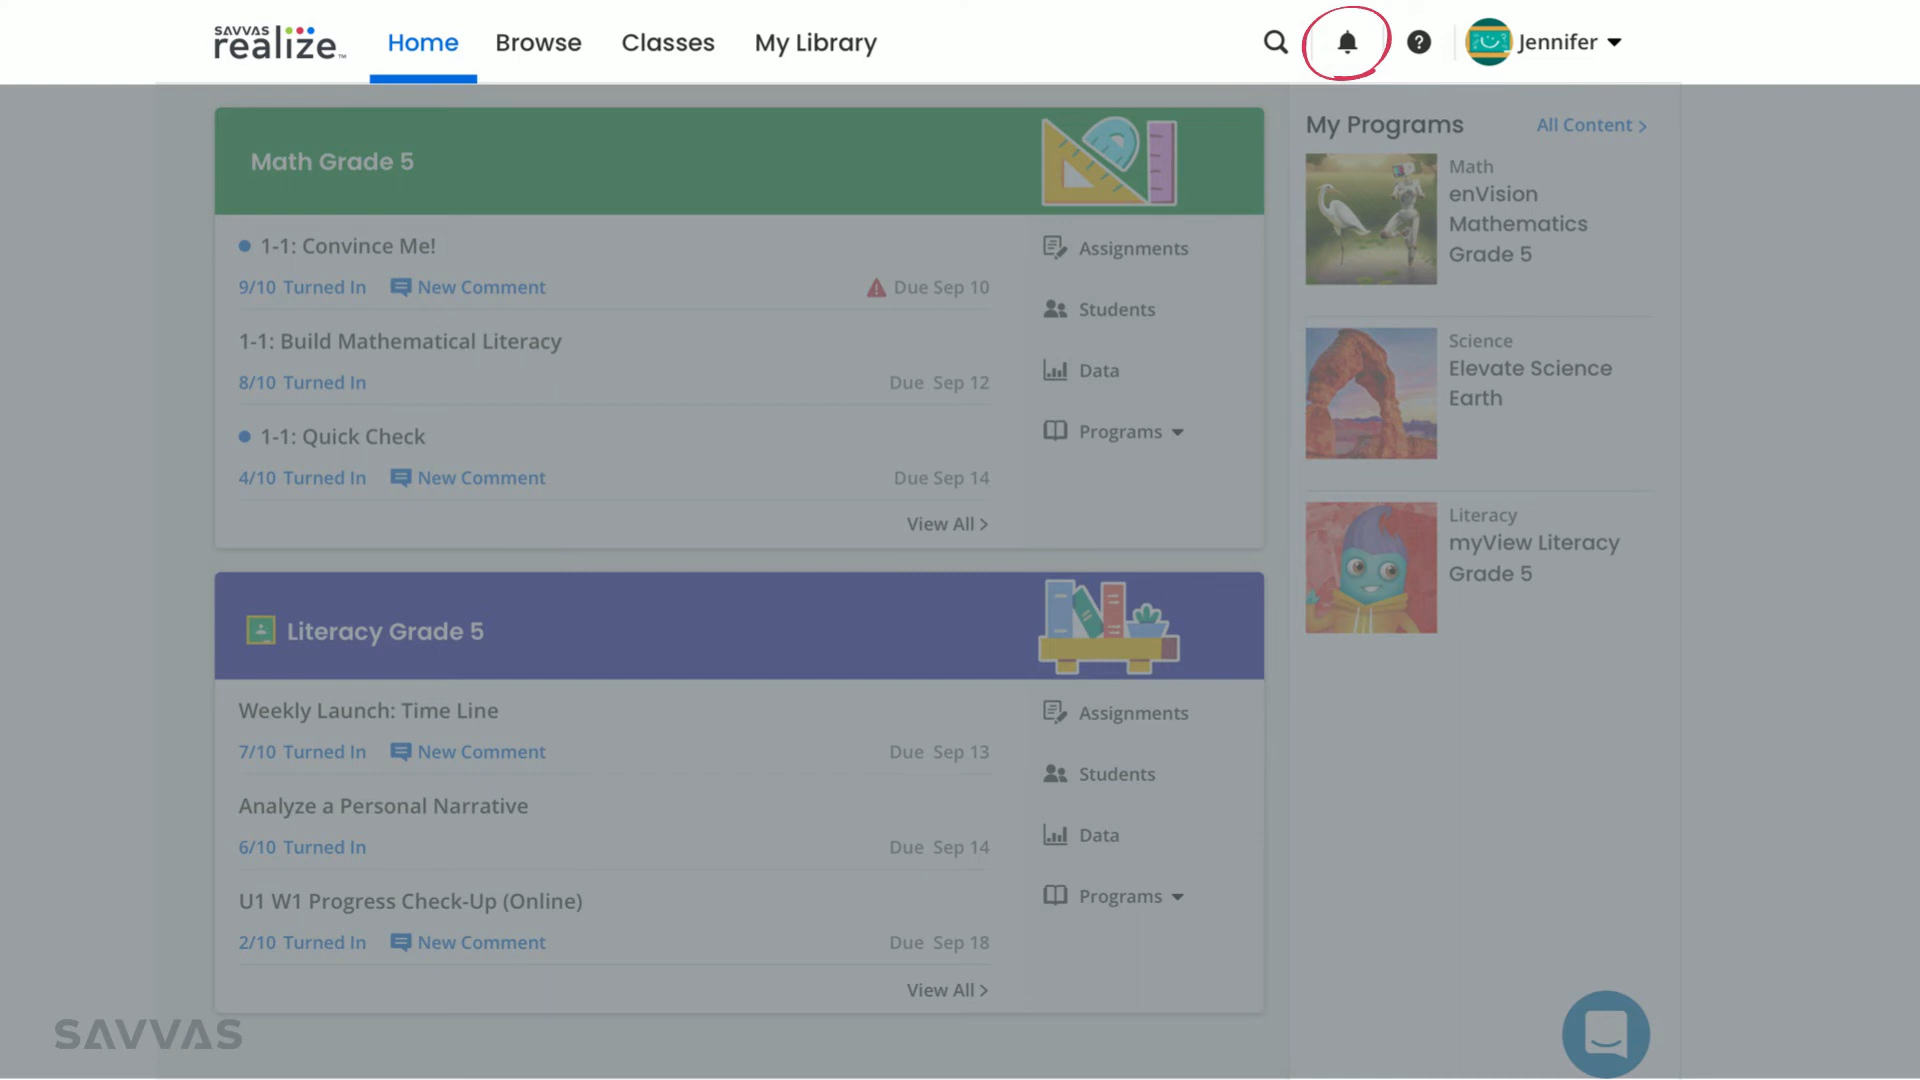 SAVVAS
realize™
Home
Browse
Classes
My Library
?
Jennifer
Math Grade 5
1-1: Convince Me!
9/10 Turned In
New Comment
Due Sep 10
1-1: Build Mathematical Literacy
8/10 Turned In
Due Sep 12
1-1: Quick Check
4/10 Turned In
New Comment
Due Sep 14
View All >
Assignments
Students
Data
Programs
Literacy Grade 5
Weekly Launch: Time Line
7/10 Turned In
New Comment
Due Sep 13
Analyze a Personal Narrative
6/10 Turned In
Due Sep 14
U1 W1 Progress Check-Up (Online)
2/10 Turned In
New Comment
Due Sep 18
View All >
Assignments
Students
Data
Programs
My Programs
All Content >
Math
enVision
Mathematics
Grade 5
Science
Elevate Science
Earth
Literacy
myView Literacy
Grade 5
SAVVAS